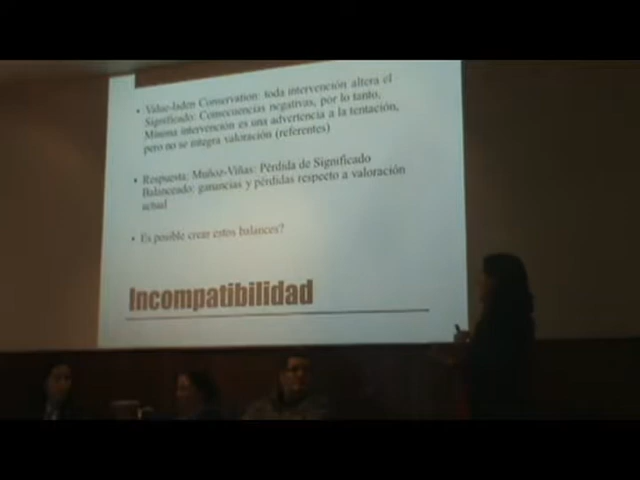 • Value-laden Conservation: toda intervención altera el
Significado: Consecuencias negativas, por lo tanto,
Mínima intervención es una advertencia a la tentación,
pero no se integra valoración (referentes)
• Respuesta: Muñoz-Viñas: Pérdida de Significado
Balanceado: ganancias y pérdidas respecto a valoración
actual
• Es posible crear estos balances?
Incompatibilidad